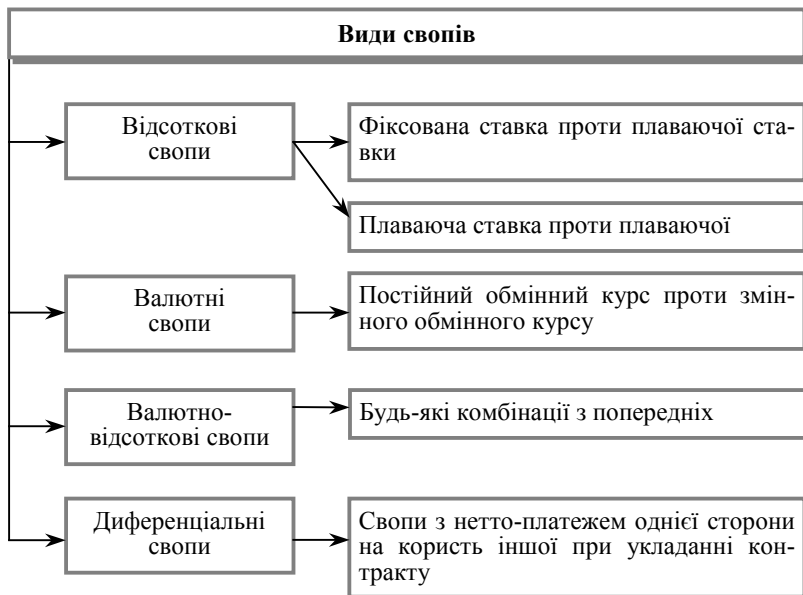 Види свопів
Відсоткові
свопи
Фіксована ставка проти плаваючої ста-
вки
Плаваюча ставка проти плаваючої
Валютні
свопи
Постійний обмінний курс проти змін-
ного обмінного курсу
Валютно-
відсоткові свопи
Будь-які комбінації з попередніх
Диференціальні
свопи
Свопи з нетто-платежем однієї сторони
на користь іншої при укладанні кон-
тракту